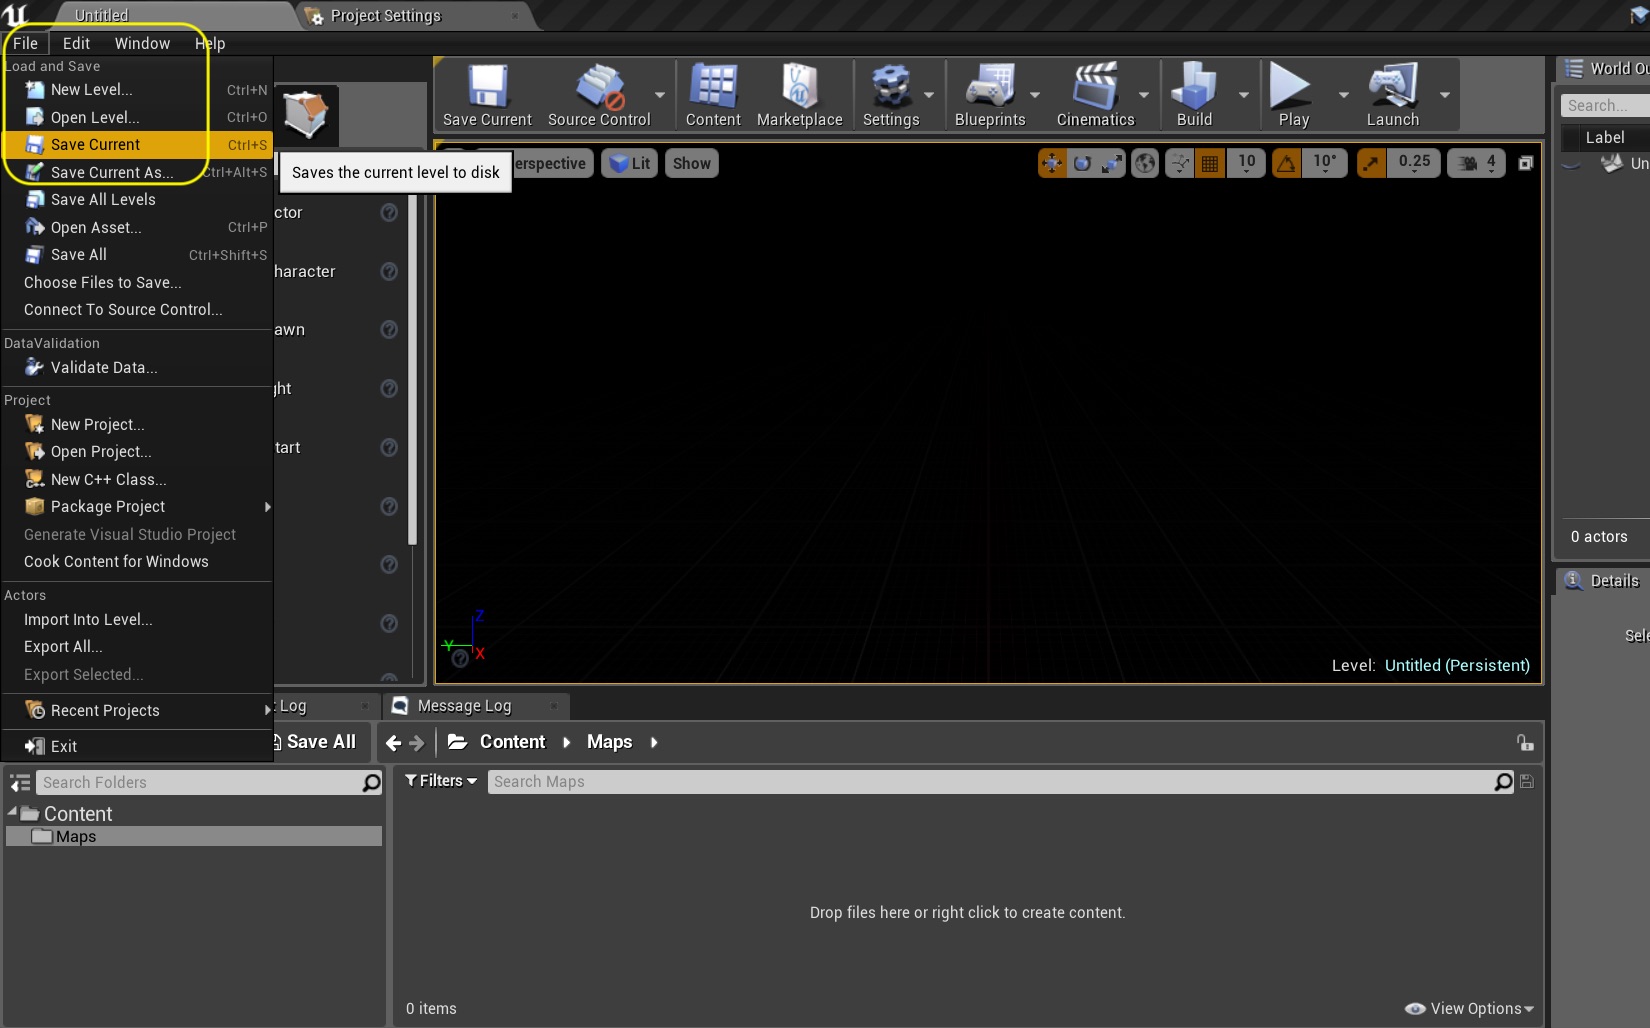 Untitled
Project Settings
File Edit Window Help
Load and Save
New Level... Ctrl+N
Open Level... Ctrl+O
Save Current Ctrl+S
Save Current As... Ctrl+Alt+S
Save All Levels
Open Asset... Ctrl+P
Save All Ctrl+Shift+S
Choose Files to Save...
Connect To Source Control...
DataValidation
Validate Data...
Project
New Project...
Open Project...
New C++ Class...
Package Project
Generate Visual Studio Project
Cook Content for Windows
Actors
Import Into Level...
Export All...
Export Selected...
Recent Projects
Exit
Saves the current level to disk
ctor
haracter
awn
ght
tart
Save Current Source Control Content Marketplace Settings Blueprints Cinematics Build Play Launch
erspective Lit Show 10 10° 0.25 4
Z
Y
X
Level: Untitled (Persistent)
World Ou
Search...
Label
Un
0 actors
Details
Sele
t Log
Message Log
Save All Content Maps
Search Folders
Content
Maps
Filters Search Maps
Drop files here or right click to create content.
0 items
View Options